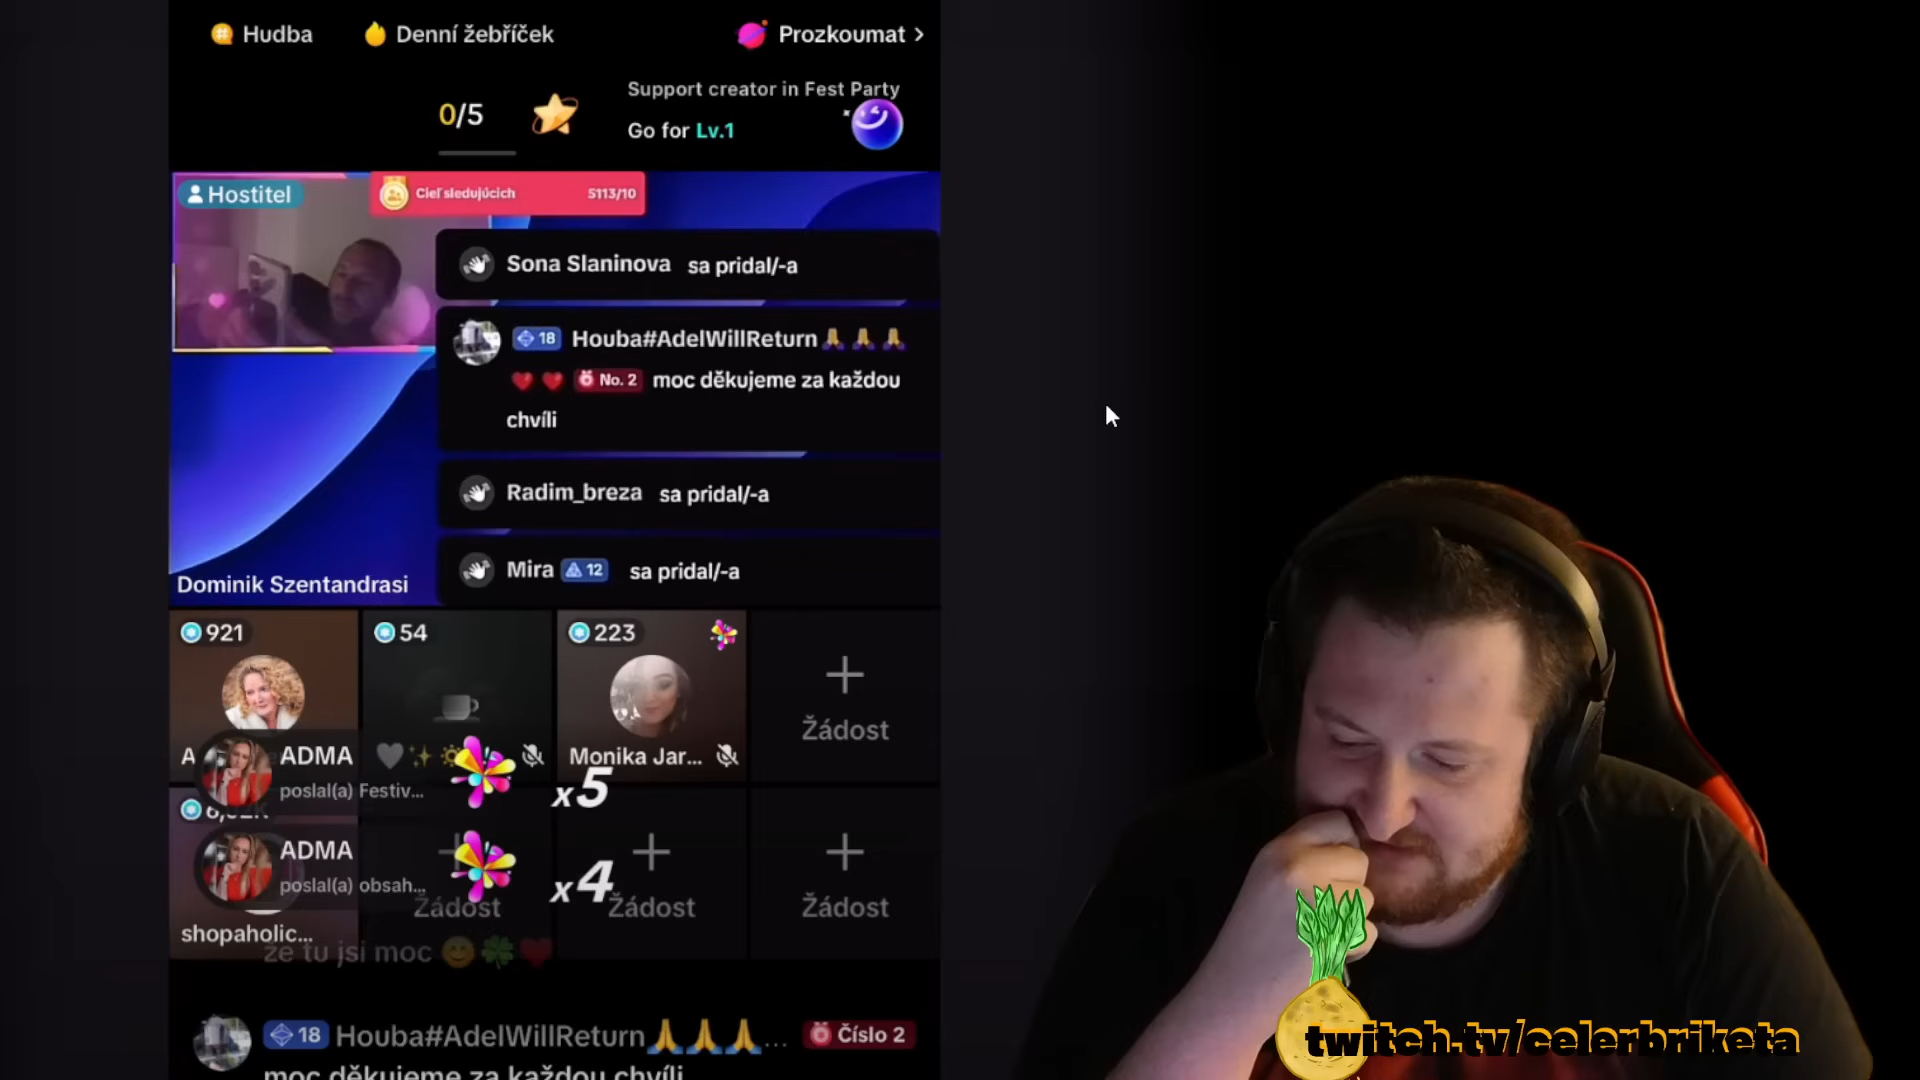 Hudba
Denní žebříček
Prozkoumat >
0/5
Support creator in Fest Party
Go for Lv.1
Hostitel
Cieľ sledujúcich
5113/10
Sona Slaninova sa pridal/-a
18 Houba#AdelWillReturn
No. 2 moc děkujeme za každou
chvíli
Radim_breza sa pridal/-a
Mira 12 sa pridal/-a
Dominik Szentandrasi
921
54
223
Žádost
A
Monika Jar...
ADMA
poslal(a) Festiv...
x5
ADMA
poslal(a) obsah...
x4
Žádost
Žádost
Žádost
shopaholic...
že tu jsi moc
18 Houba#AdelWillReturn ...
Číslo 2
moc děkujeme za každou chvíli
twitch.tv/celerbriketa